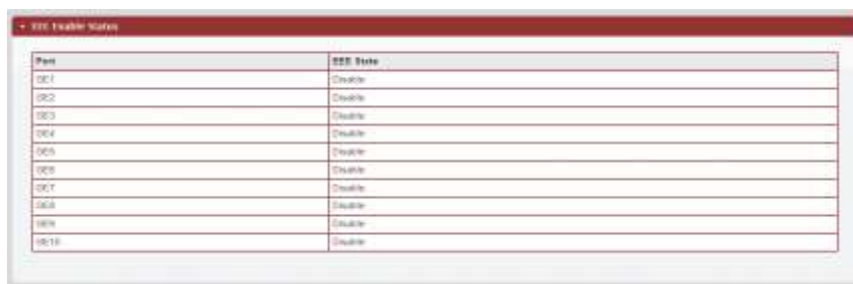 EEE Enable Status
Port EEE State
GE1 Disable
GE2 Disable
GE3 Disable
GE4 Disable
GE5 Disable
GE6 Disable
GE7 Disable
GE8 Disable
GE9 Disable
GE10 Disable